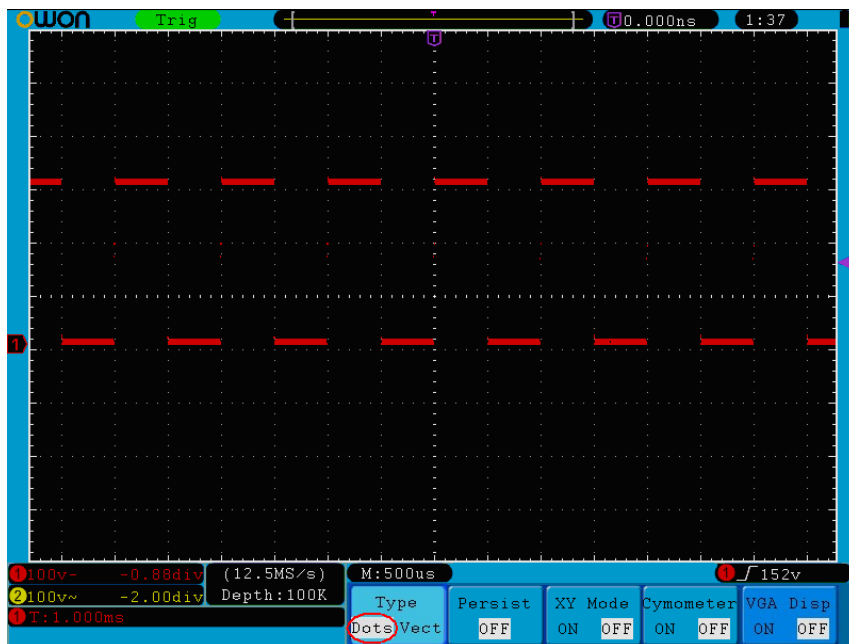 OWON Trig T T 0.000ns 1:37
T
1
1 100v- -0.88div (12.5MS/s) M:500us 1 152v
2 100v~ -2.00div Depth:100K
1 T:1.000ms
Type Persist XY Mode Cymometer VGA Disp
Dots Vect OFF ON OFF ON OFF ON OFF